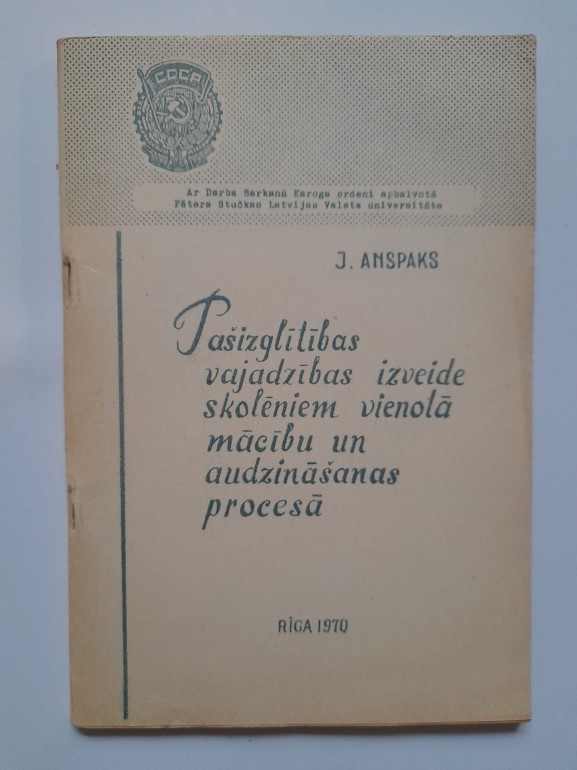 СССР
Ar Darba Sarkanā Karoga ordeni apbalvotā
Pētera Stučkas Latvijas Valsts universitāte
J. ANSPAKS
Pašizglītības
vajadzības izveide
skolēniem vienotā
mācību un
audzināšanas
procesā
RĪGA 1970